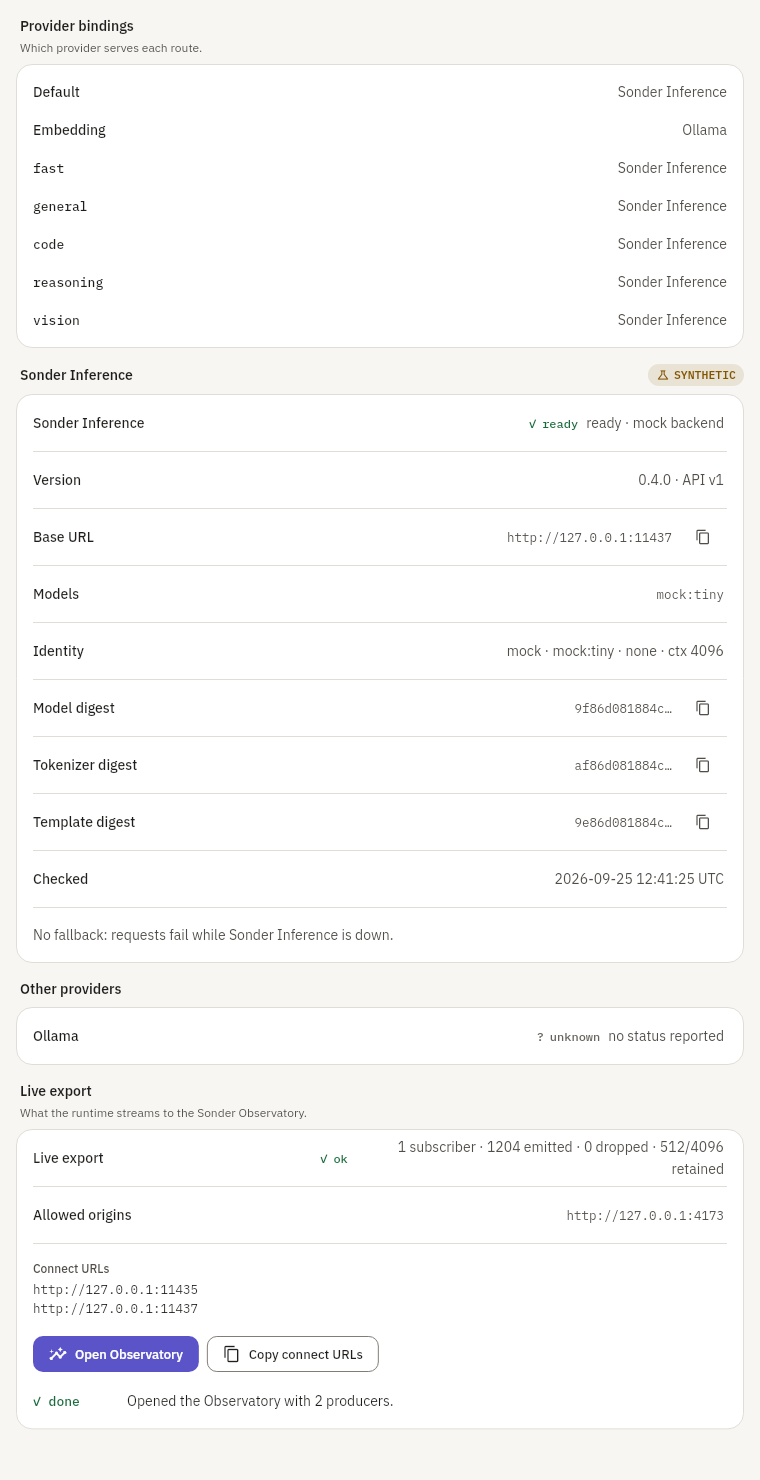 Provider bindings
Which provider serves each route.
Default Sonder Inference
Embedding Ollama
fast Sonder Inference
general Sonder Inference
code Sonder Inference
reasoning Sonder Inference
vision Sonder Inference
Sonder Inference SYNTHETIC
Sonder Inference √ ready ready · mock backend
Version 0.4.0 · API v1
Base URL http://127.0.0.1:11437
Models mock:tiny
Identity mock · mock:tiny · none · ctx 4096
Model digest 9f86d081884c…
Tokenizer digest af86d081884c…
Template digest 9e86d081884c…
Checked 2026-09-25 12:41:25 UTC
No fallback: requests fail while Sonder Inference is down.
Other providers
Ollama ? unknown no status reported
Live export
What the runtime streams to the Sonder Observatory.
Live export √ ok 1 subscriber · 1204 emitted · 0 dropped · 512/4096
retained
Allowed origins http://127.0.0.1:4173
Connect URLs
http://127.0.0.1:11435
http://127.0.0.1:11437
Open Observatory Copy connect URLs
√ done Opened the Observatory with 2 producers.